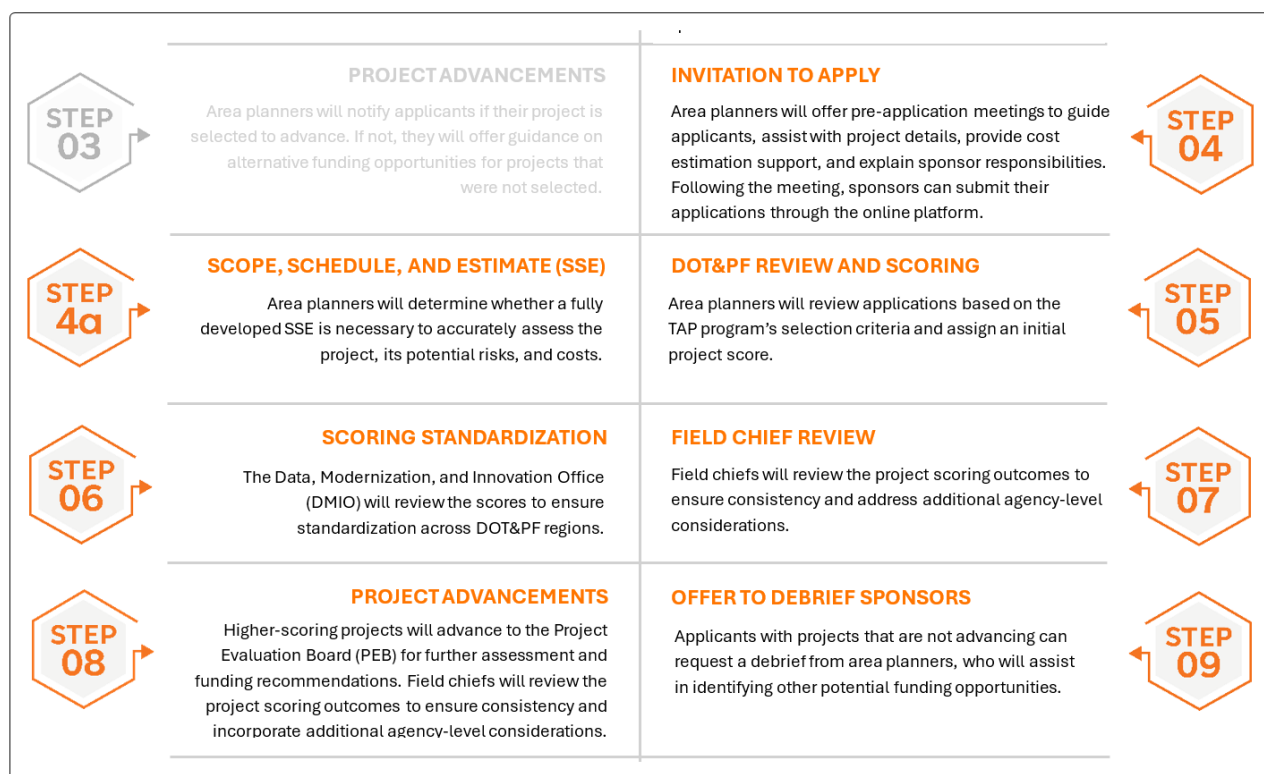 STEP
03
PROJECT ADVANCEMENTS
Area planners will notify applicants if their project is
selected to advance. If not, they will offer guidance on
alternative funding opportunities for projects that
were not selected.
INVITATION TO APPLY
Area planners will offer pre-application meetings to guide
applicants, assist with project details, provide cost
estimation support, and explain sponsor responsibilities.
Following the meeting, sponsors can submit their
applications through the online platform.
STEP
04
STEP
4a
SCOPE, SCHEDULE, AND ESTIMATE (SSE)
Area planners will determine whether a fully
developed SSE is necessary to accurately assess the
project, its potential risks, and costs.
DOT&PF REVIEW AND SCORING
Area planners will review applications based on the
TAP program's selection criteria and assign an initial
project score.
STEP
05
STEP
06
SCORING STANDARDIZATION
The Data, Modernization, and Innovation Office
(DMIO) will review the scores to ensure
standardization across DOT&PF regions.
FIELD CHIEF REVIEW
Field chiefs will review the project scoring outcomes to
ensure consistency and address additional agency-level
considerations.
STEP
07
STEP
08
PROJECT ADVANCEMENTS
Higher-scoring projects will advance to the Project
Evaluation Board (PEB) for further assessment and
funding recommendations. Field chiefs will review the
project scoring outcomes to ensure consistency and
incorporate additional agency-level considerations.
OFFER TO DEBRIEF SPONSORS
Applicants with projects that are not advancing can
request a debrief from area planners, who will assist
in identifying other potential funding opportunities.
STEP
09